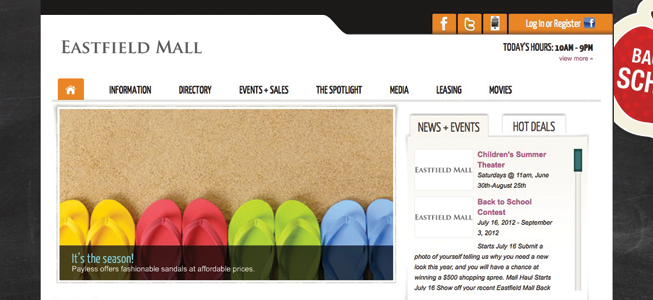 Log In or Register
EASTFIELD MALL
TODAY'S HOURS: 10AM - 9PM
view more »
INFORMATION
DIRECTORY
EVENTS + SALES
THE SPOTLIGHT
MEDIA
LEASING
MOVIES
NEWS + EVENTS
HOT DEALS
EASTFIELD MALL
Children's Summer
Theater
Saturdays @ 11am, June
30th-August 25th
EASTFIELD MALL
Back to School
Contest
July 16, 2012 - September
3, 2012
Starts July 16 Submit a
photo of yourself telling us why you need a new
look this year, and you will have a chance at
winning a $500 shopping spree. Mall Haul Starts
July 16 Show off your recent Eastfield Mall Back
It's the season!
Payless offers fashionable sandals at affordable prices.
BA
SCH